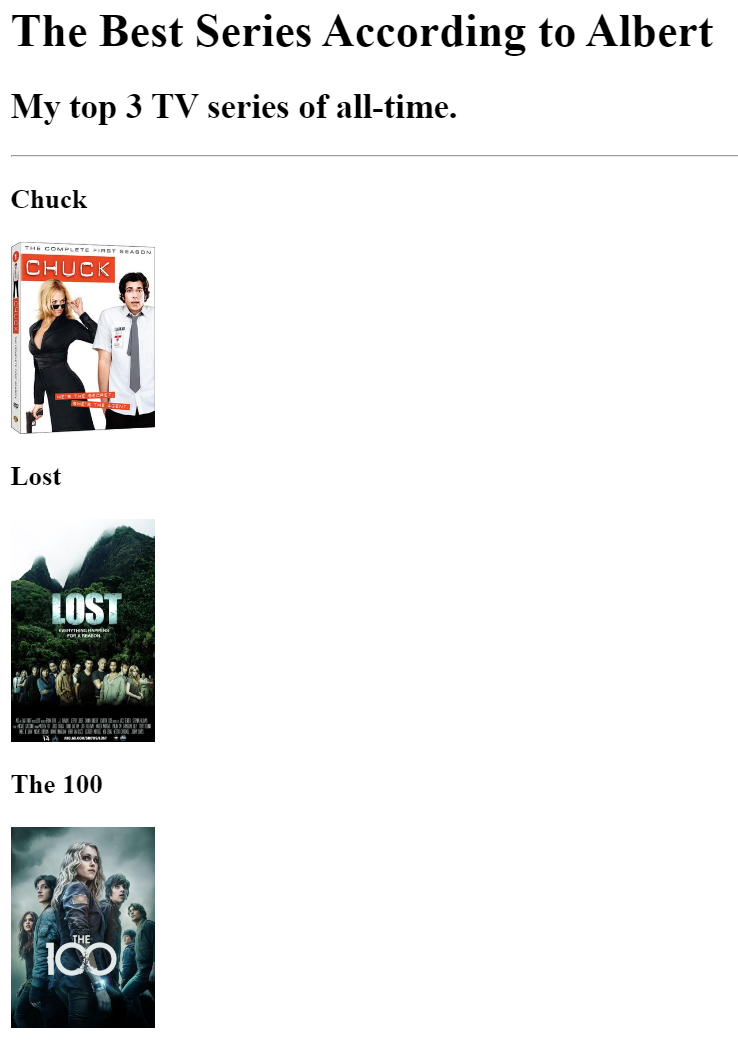 The Best Series According to Albert
My top 3 TV series of all-time.
Chuck
THE COMPLETE FIRST SEASON
CHUCK
CHUCK
HE'S THE SECRET.
SHE'S THE AGENT.
Lost
LOST
EVERYTHING HAPPENS
FOR A REASON
The 100
THE
100